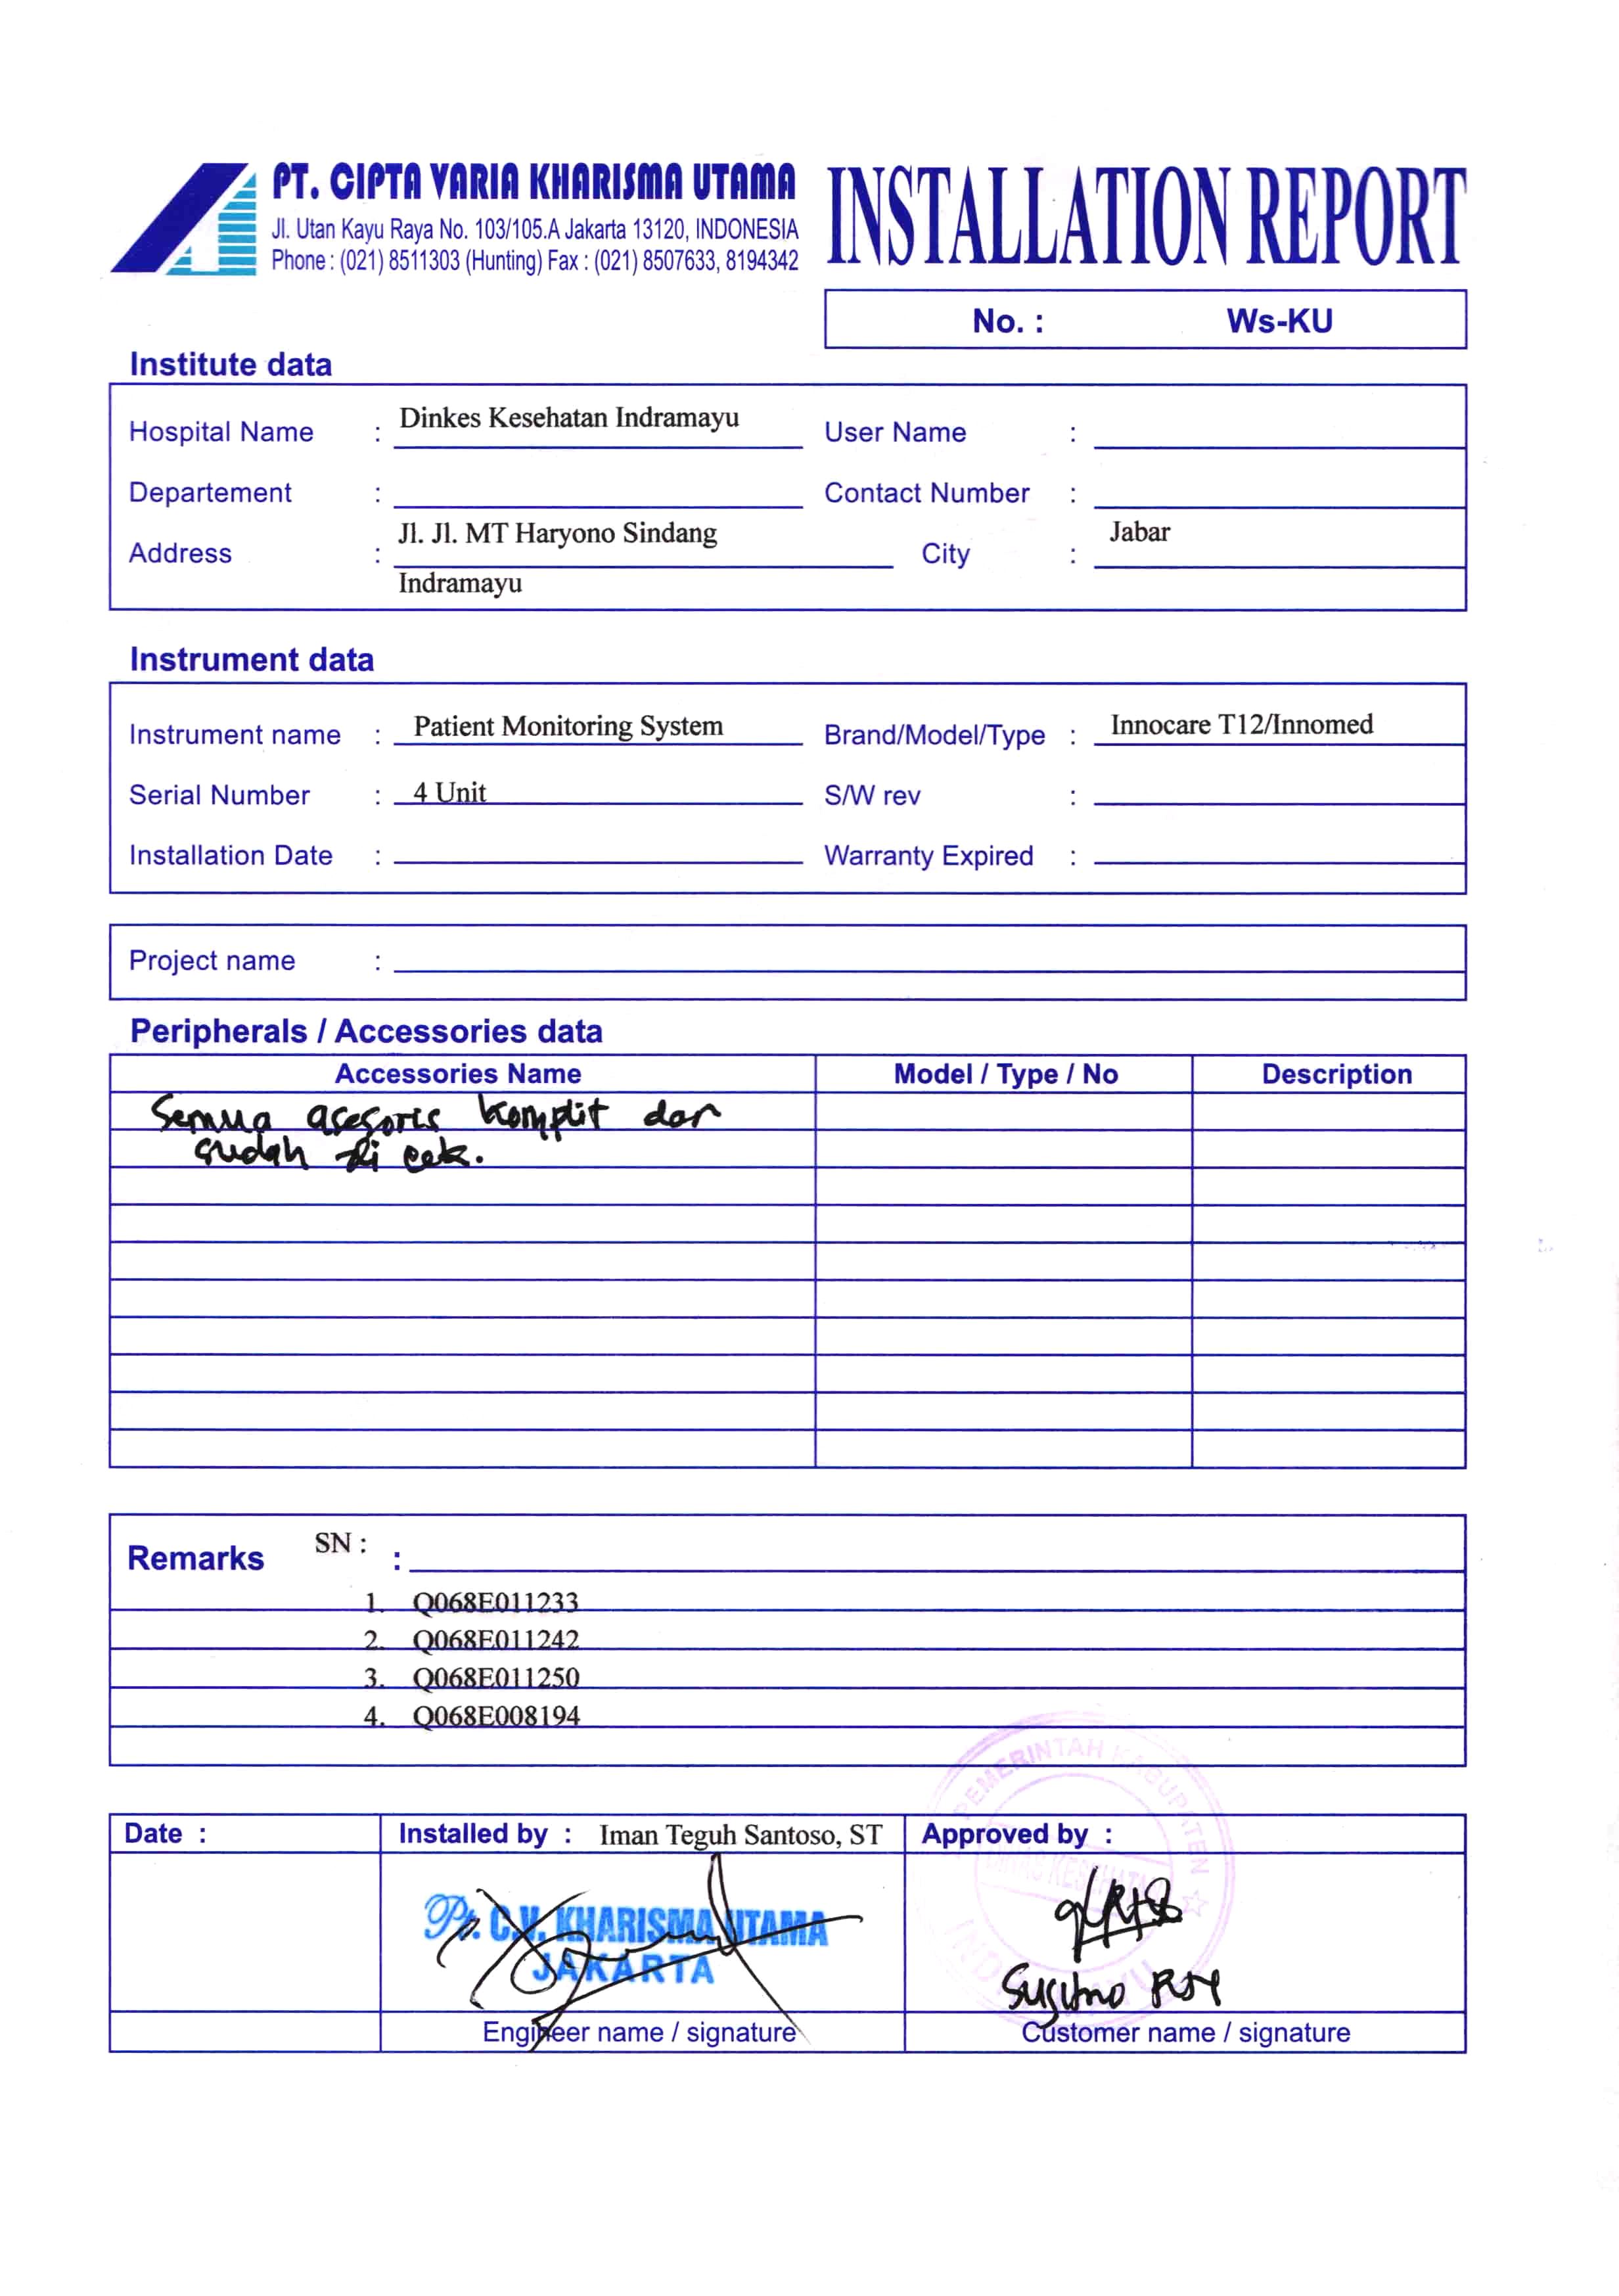 PT. CIPTA VARIA KHARISMA UTAMA
Jl. Utan Kayu Raya No. 103/105.A Jakarta 13120, INDONESIA
Phone : (021) 8511303 (Hunting) Fax : (021) 8507633, 8194342
INSTALLATION REPORT
No. : Ws-KU
Institute data
Hospital Name : Dinkes Kesehatan Indramayu User Name :
Departement : Contact Number :
Address : Jl. Jl. MT Haryono Sindang City : Jabar
Indramayu
Instrument data
Instrument name : Patient Monitoring System Brand/Model/Type : Innocare T12/Innomed
Serial Number : 4 Unit S/W rev :
Installation Date : Warranty Expired :
Project name :
Peripherals / Accessories data
Accessories Name Model / Type / No Description
Semua asesoris komplit dan
sudah di cek.
Remarks SN : :
1. Q068E011233
2. Q068E011242
3. Q068E011250
4. Q068E008194
Date : Installed by : Iman Teguh Santoso, ST Approved by :
PEMERINTAH KABUPATEN
DINAS KESEHATAN
INDRAMAYU
Pt. C.V. KHARISMA UTAMA
JAKARTA
Engineer name / signature Customer name / signature